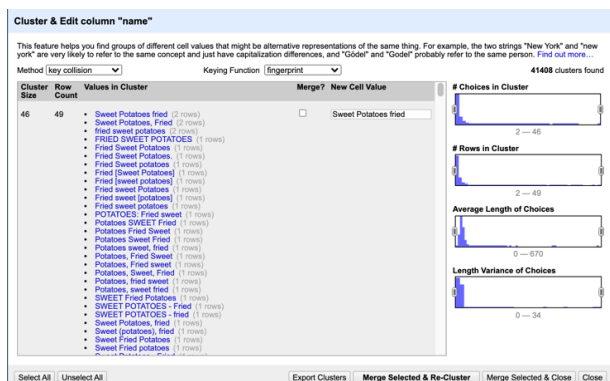 Cluster & Edit column "name"
This feature helps you find groups of different cell values that might be alternative representations of the same thing. For example, the two strings "New York" and "new
york" are very likely to refer to the same concept and just have capitalization differences, and "Gödel" and "Godel" probably refer to the same person. Find out more...
Method key collision Keying Function fingerprint 41408 clusters found
Cluster Size Row Count Values in Cluster Merge? New Cell Value
46 49 • Sweet Potatoes fried (2 rows) Sweet Potatoes fried
• Sweet Potatoes, Fried (2 rows)
• fried sweet potatoes (2 rows)
• FRIED SWEET POTATOES (1 rows)
• Fried Sweet Potatoes (1 rows)
• Fried Sweet Potatoes. (1 rows)
• Fried Sweet potatoes (1 rows)
• Fried [Sweet Potatoes] (1 rows)
• Fried [sweet potatoes] (1 rows)
• Fried sweet Potatoes (1 rows)
• Fried sweet [potatoes] (1 rows)
• Fried sweet potatoes (1 rows)
• POTATOES: Fried sweet (1 rows)
• Potatoes SWEET Fried (1 rows)
• Potatoes Fried Sweet (1 rows)
• Potatoes Sweet Fried (1 rows)
• Potatoes sweet, fried (1 rows)
• Potatoes, Fried Sweet (1 rows)
• Potatoes, Fried sweet (1 rows)
• Potatoes, Sweet, Fried (1 rows)
• Potatoes, fried sweet (1 rows)
• Potatoes, sweet fried (1 rows)
• SWEET Fried Potatoes (1 rows)
• SWEET POTATOES - Fried (1 rows)
• SWEET POTATOES - fried (1 rows)
• Sweet Potatoes, fried (1 rows)
• Sweet (potatoes), fried (1 rows)
• Sweet Fried Potatoes (1 rows)
• Sweet Fried potatoes (1 rows)
# Choices in Cluster
2 — 46
# Rows in Cluster
2 — 49
Average Length of Choices
0 — 670
Length Variance of Choices
0 — 34
Select All Unselect All Export Clusters Merge Selected & Re-Cluster Merge Selected & Close Close